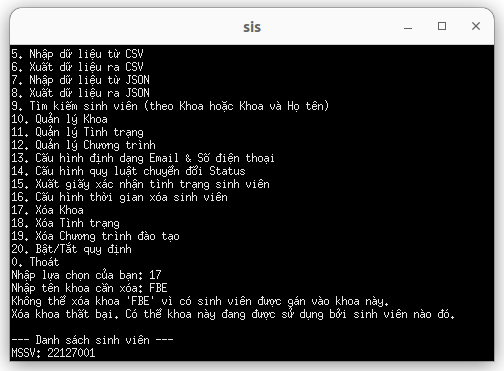 sis
5. Nhập dữ liệu từ CSV
6. Xuất dữ liệu ra CSV
7. Nhập dữ liệu từ JSON
8. Xuất dữ liệu ra JSON
9. Tìm kiếm sinh viên (theo Khoa hoặc Khoa và Họ tên)
10. Quản lý Khoa
11. Quản lý Tình trạng
12. Quản lý Chương trình
13. Cấu hình định dạng Email & Số điện thoại
14. Cấu hình quy luật chuyển đổi Status
15. Xuất giấy xác nhận tình trạng sinh viên
16. Cấu hình thời gian xóa sinh viên
17. Xóa Khoa
18. Xóa Tình trạng
19. Xóa Chương trình đào tạo
20. Bật/Tắt quy định
0. Thoát
Nhập lựa chọn của bạn: 17
Nhập tên khoa cần xóa: FBE
Không thể xóa khoa 'FBE' vì có sinh viên được gán vào khoa này.
Xóa khoa thất bại. Có thể khoa này đang được sử dụng bởi sinh viên nào đó.
--- Danh sách sinh viên ---
MSSV: 22127001